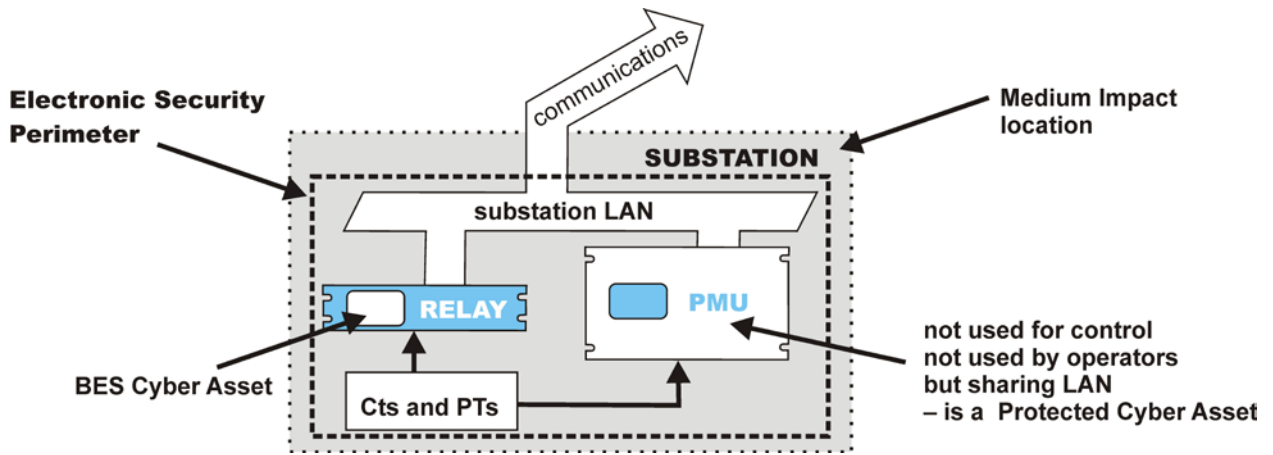 communications
Electronic Security
Perimeter
Medium Impact
location
SUBSTATION
substation LAN
RELAY
PMU
BES Cyber Asset
Cts and PTs
not used for control
not used by operators
but sharing LAN
– is a Protected Cyber Asset